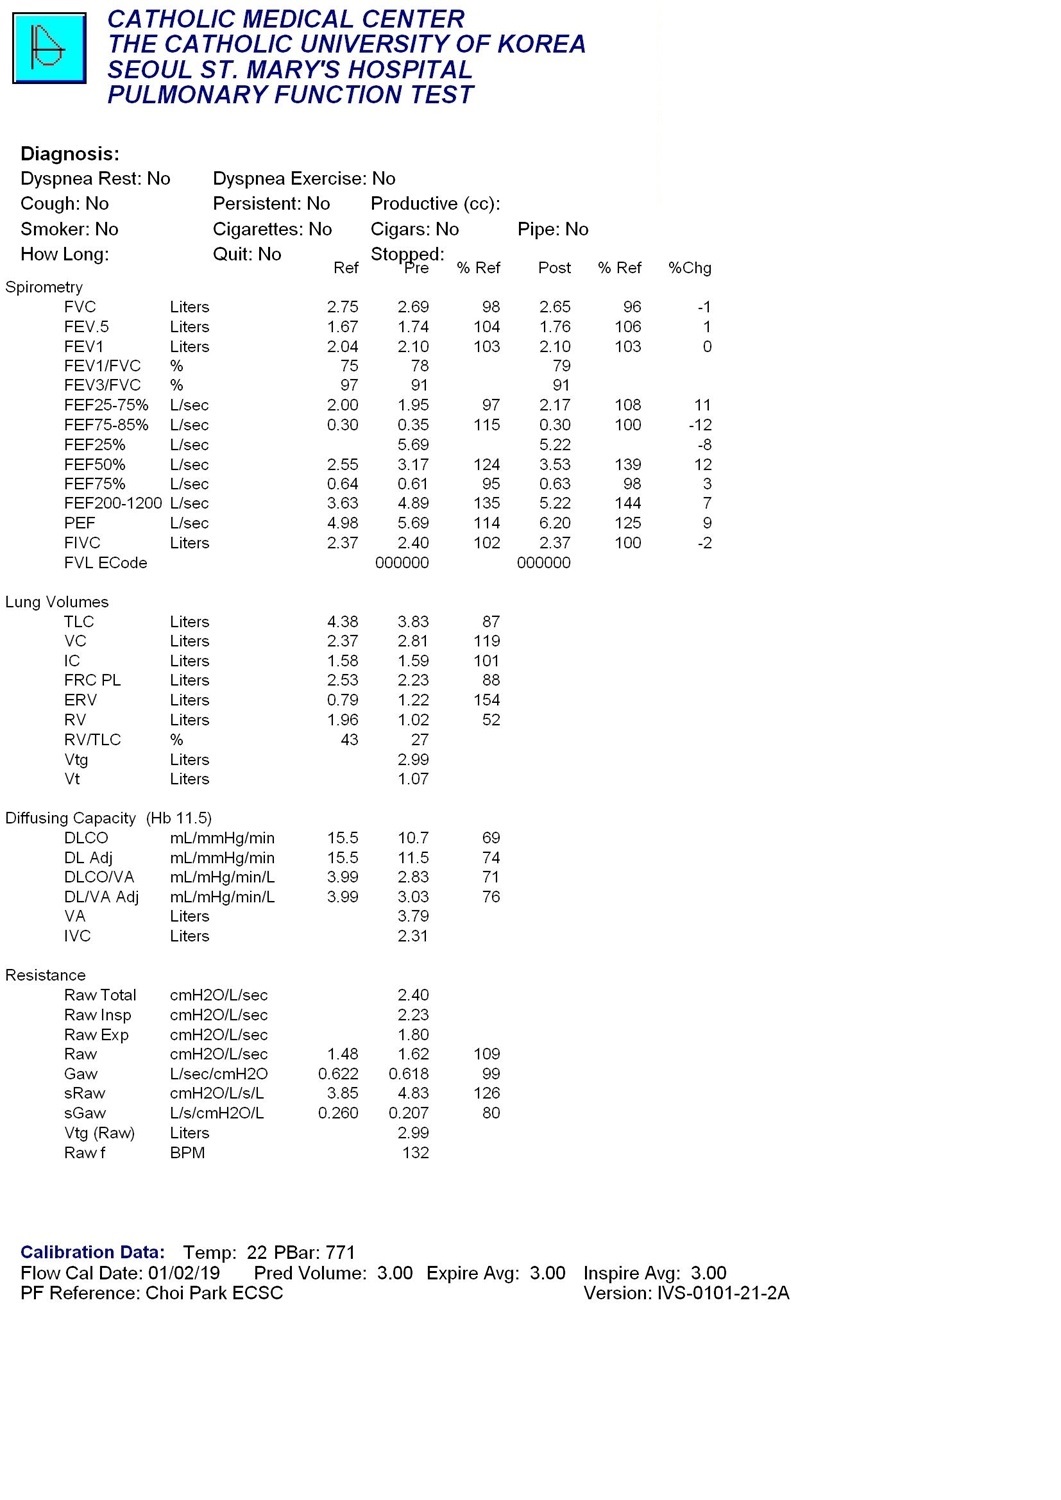 CATHOLIC MEDICAL CENTER
THE CATHOLIC UNIVERSITY OF KOREA
SEOUL ST. MARY'S HOSPITAL
PULMONARY FUNCTION TEST
Diagnosis:
Dyspnea Rest: No Dyspnea Exercise: No
Cough: No Persistent: No Productive (cc):
Smoker: No Cigarettes: No Cigars: No Pipe: No
How Long: Quit: No Stopped:
Ref Pre % Ref Post % Ref %Chg
Spirometry
FVC Liters 2.75 2.69 98 2.65 96 -1
FEV.5 Liters 1.67 1.74 104 1.76 106 1
FEV1 Liters 2.04 2.10 103 2.10 103 0
FEV1/FVC % 75 78 79
FEV3/FVC % 97 91 91
FEF25-75% L/sec 2.00 1.95 97 2.17 108 11
FEF75-85% L/sec 0.30 0.35 115 0.30 100 -12
FEF25% L/sec 5.69 5.22 -8
FEF50% L/sec 2.55 3.17 124 3.53 139 12
FEF75% L/sec 0.64 0.61 95 0.63 98 3
FEF200-1200 L/sec 3.63 4.89 135 5.22 144 7
PEF L/sec 4.98 5.69 114 6.20 125 9
FIVC Liters 2.37 2.40 102 2.37 100 -2
FVL ECode 000000 000000
Lung Volumes
TLC Liters 4.38 3.83 87
VC Liters 2.37 2.81 119
IC Liters 1.58 1.59 101
FRC PL Liters 2.53 2.23 88
ERV Liters 0.79 1.22 154
RV Liters 1.96 1.02 52
RV/TLC % 43 27
Vtg Liters 2.99
Vt Liters 1.07
Diffusing Capacity (Hb 11.5)
DLCO mL/mmHg/min 15.5 10.7 69
DL Adj mL/mmHg/min 15.5 11.5 74
DLCO/VA mL/mHg/min/L 3.99 2.83 71
DL/VA Adj mL/mHg/min/L 3.99 3.03 76
VA Liters 3.79
IVC Liters 2.31
Resistance
Raw Total cmH2O/L/sec 2.40
Raw Insp cmH2O/L/sec 2.23
Raw Exp cmH2O/L/sec 1.80
Raw cmH2O/L/sec 1.48 1.62 109
Gaw L/sec/cmH2O 0.622 0.618 99
sRaw cmH2O/L/s/L 3.85 4.83 126
sGaw L/s/cmH2O/L 0.260 0.207 80
Vtg (Raw) Liters 2.99
Raw f BPM 132
Calibration Data: Temp: 22 PBar: 771
Flow Cal Date: 01/02/19 Pred Volume: 3.00 Expire Avg: 3.00 Inspire Avg: 3.00
PF Reference: Choi Park ECSC Version: IVS-0101-21-2A